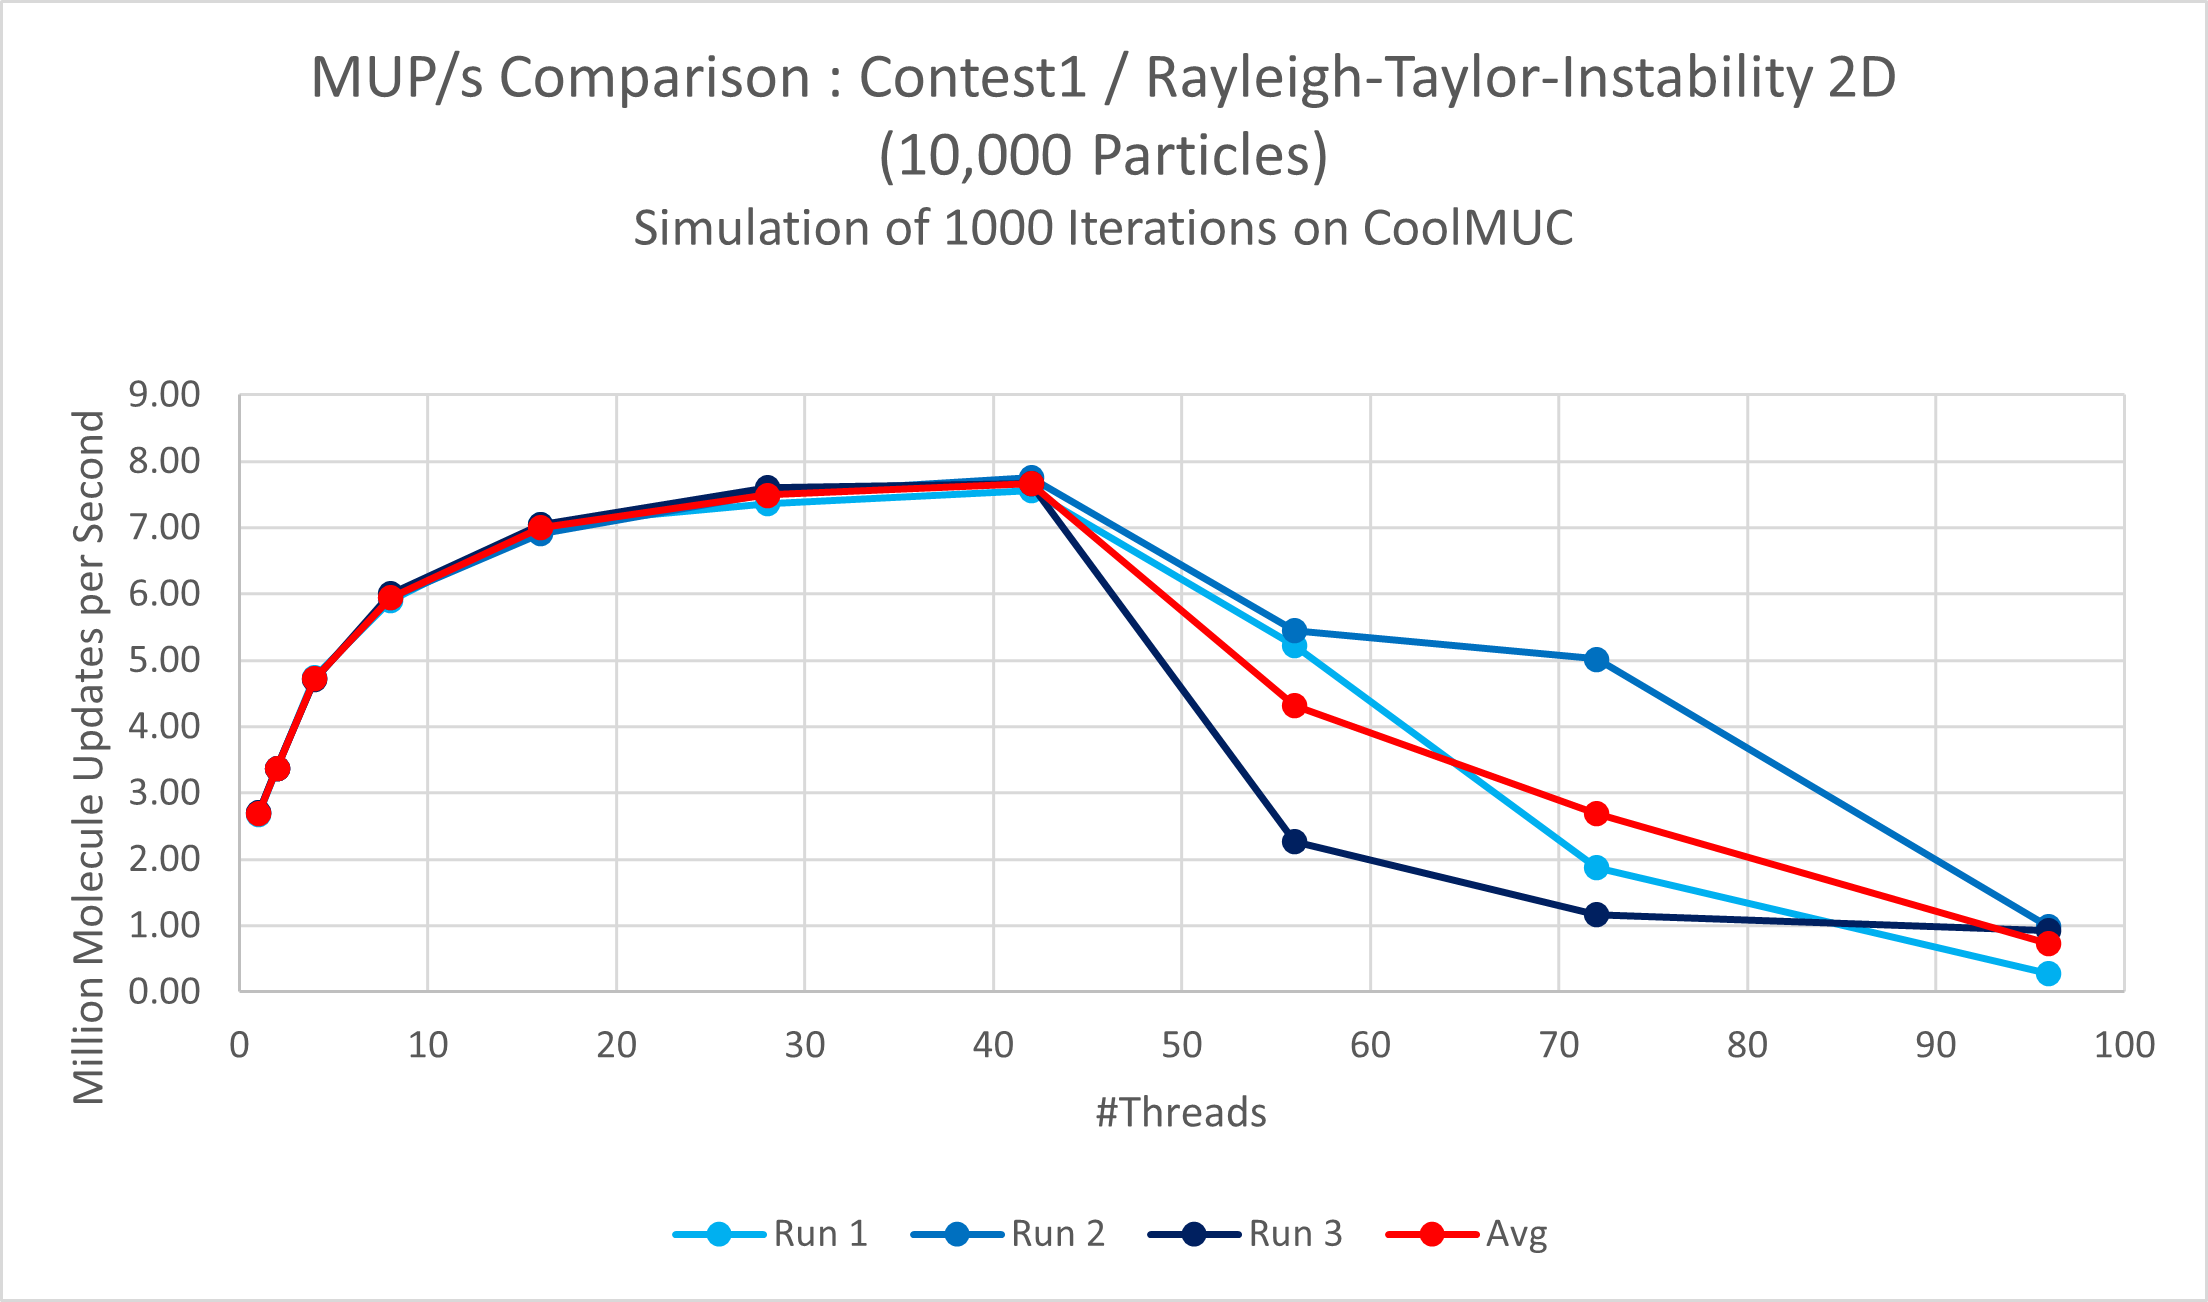 MUP/s Comparison : Contest1 / Rayleigh-Taylor-Instability 2D
(10,000 Particles)
Simulation of 1000 Iterations on CoolMUC
Million Molecule Updates per Second
9.00
8.00
7.00
6.00
5.00
4.00
3.00
2.00
1.00
0.00
0 10 20 30 40 50 60 70 80 90 100
#Threads
Run 1 Run 2 Run 3 Avg